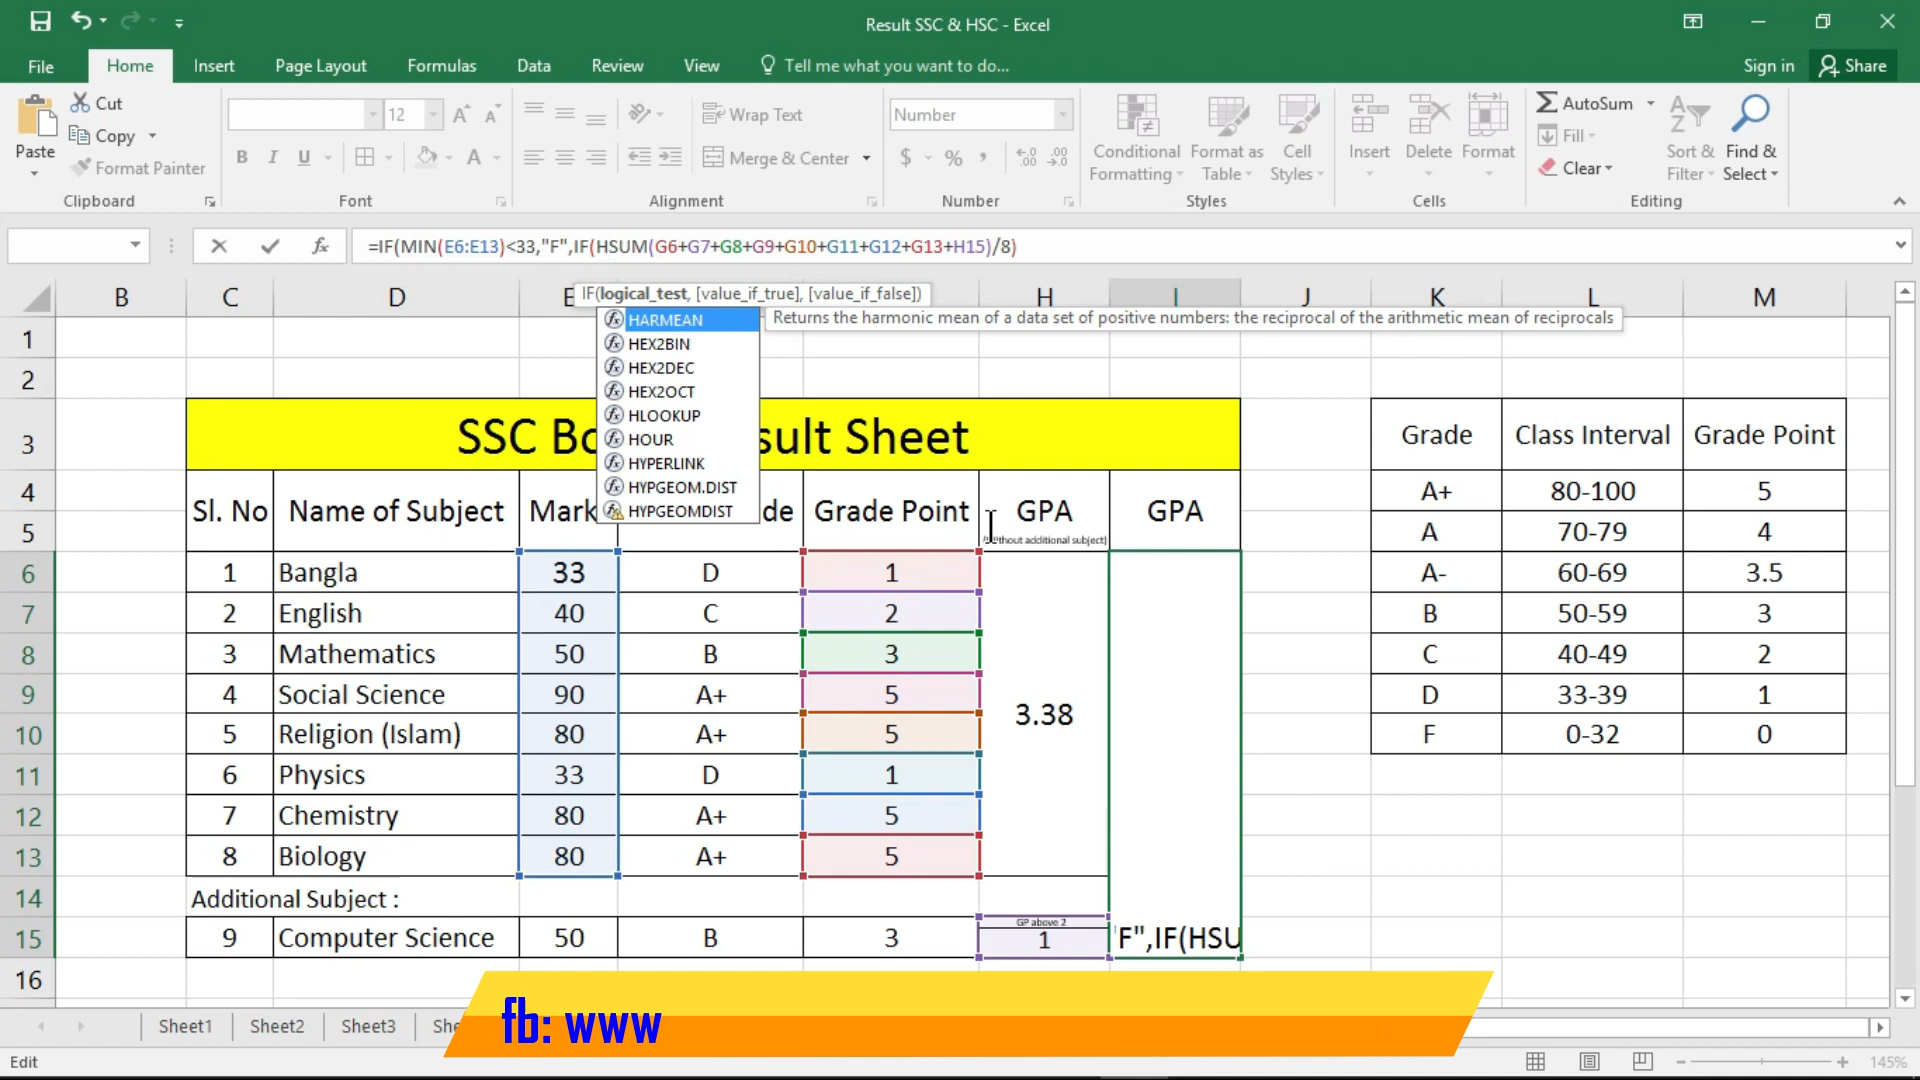 Result SSC & HSC - Excel
File Home Insert Page Layout Formulas Data Review View Tell me what you want to do... Sign in Share
Paste Cut Copy Format Painter
Clipboard
12 B I U A
Font
Wrap Text
Merge & Center
Alignment
Number
$ %
Number
Conditional Formatting Format as Table Cell Styles
Styles
Insert Delete Format
Cells
AutoSum Fill Clear Sort & Filter Find & Select
Editing
=IF(MIN(E6:E13)<33,"F",IF(HSUM(G6+G7+G8+G9+G10+G11+G12+G13+H15)/8)
IF(logical_test, [value_if_true], [value_if_false])
HARMEAN
HEX2BIN
HEX2DEC
HEX2OCT
HLOOKUP
HOUR
HYPERLINK
HYPGEOM.DIST
HYPGEOMDIST
Returns the harmonic mean of a data set of positive numbers: the reciprocal of the arithmetic mean of reciprocals
B C D E H I J K L M
1
2
3 SSC Bo sult Sheet
4
5
Sl. No Name of Subject Mark de Grade Point GPA GPA
thout additional subject)
6 1 Bangla 33 D 1
7 2 English 40 C 2
8 3 Mathematics 50 B 3
9 4 Social Science 90 A+ 5
3.38
10 5 Religion (Islam) 80 A+ 5
11 6 Physics 33 D 1
12 7 Chemistry 80 A+ 5
13 8 Biology 80 A+ 5
14 Additional Subject :
15 9 Computer Science 50 B 3
GP above 2
1
F",IF(HSU
16
Grade Class Interval Grade Point
A+ 80-100 5
A 70-79 4
A- 60-69 3.5
B 50-59 3
C 40-49 2
D 33-39 1
F 0-32 0
fb: www
Sheet1 Sheet2 Sheet3 She
Edit
145%